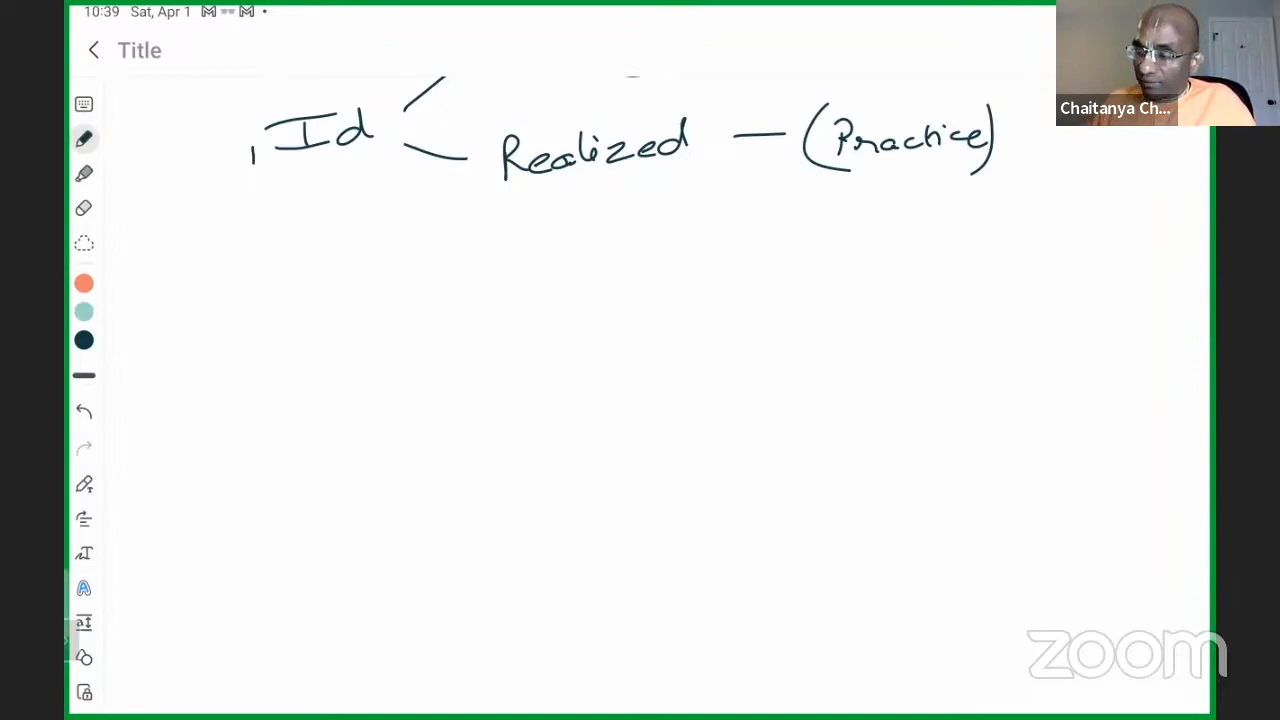 10:39 Sat, Apr 1
Title
Chaitanya Ch...
Id
Realized — (Practice)
zoom